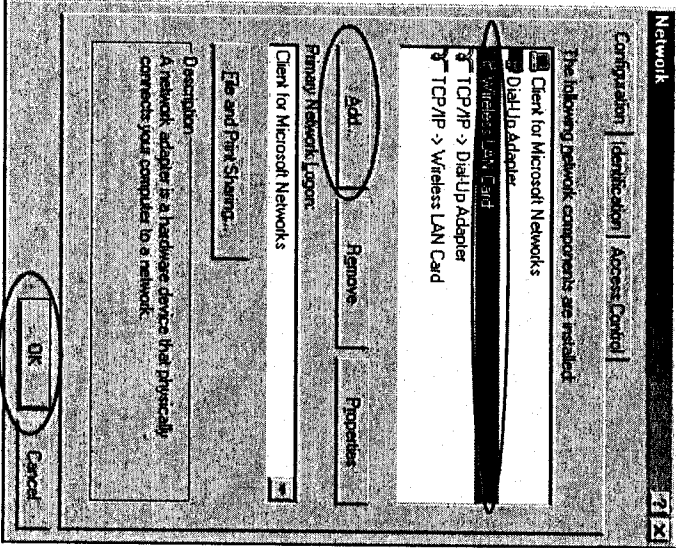 Network
Configuration Identification Access Control
The following network components are installed:
Client for Microsoft Networks
Dial-Up Adapter
Wireless LAN Card
TCP/IP -> Dial-Up Adapter
TCP/IP -> Wireless LAN Card
Add... Remove Properties
Primary Network Logon:
Client for Microsoft Networks
File and Print Sharing...
Description
A network adapter is a hardware device that physically
connects your computer to a network.
OK Cancel